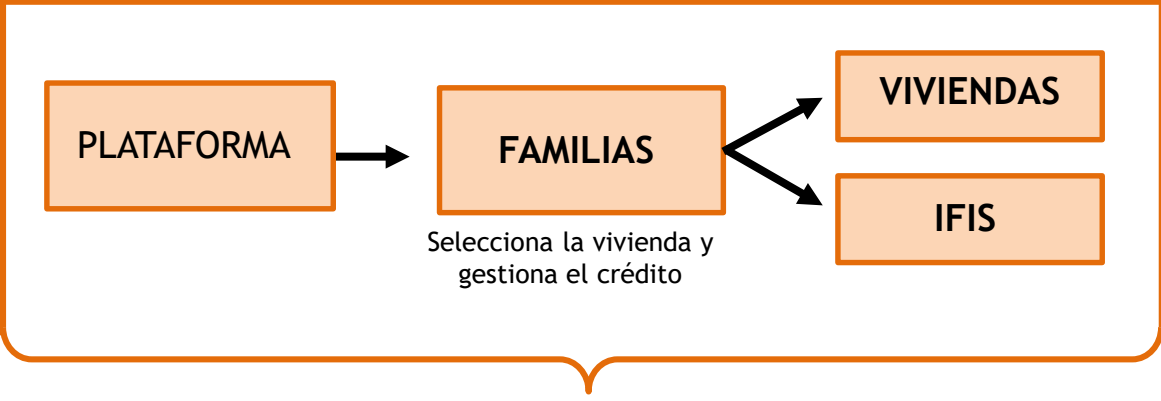 PLATAFORMA
FAMILIAS
Selecciona la vivienda y
gestiona el crédito
VIVIENDAS
IFIS